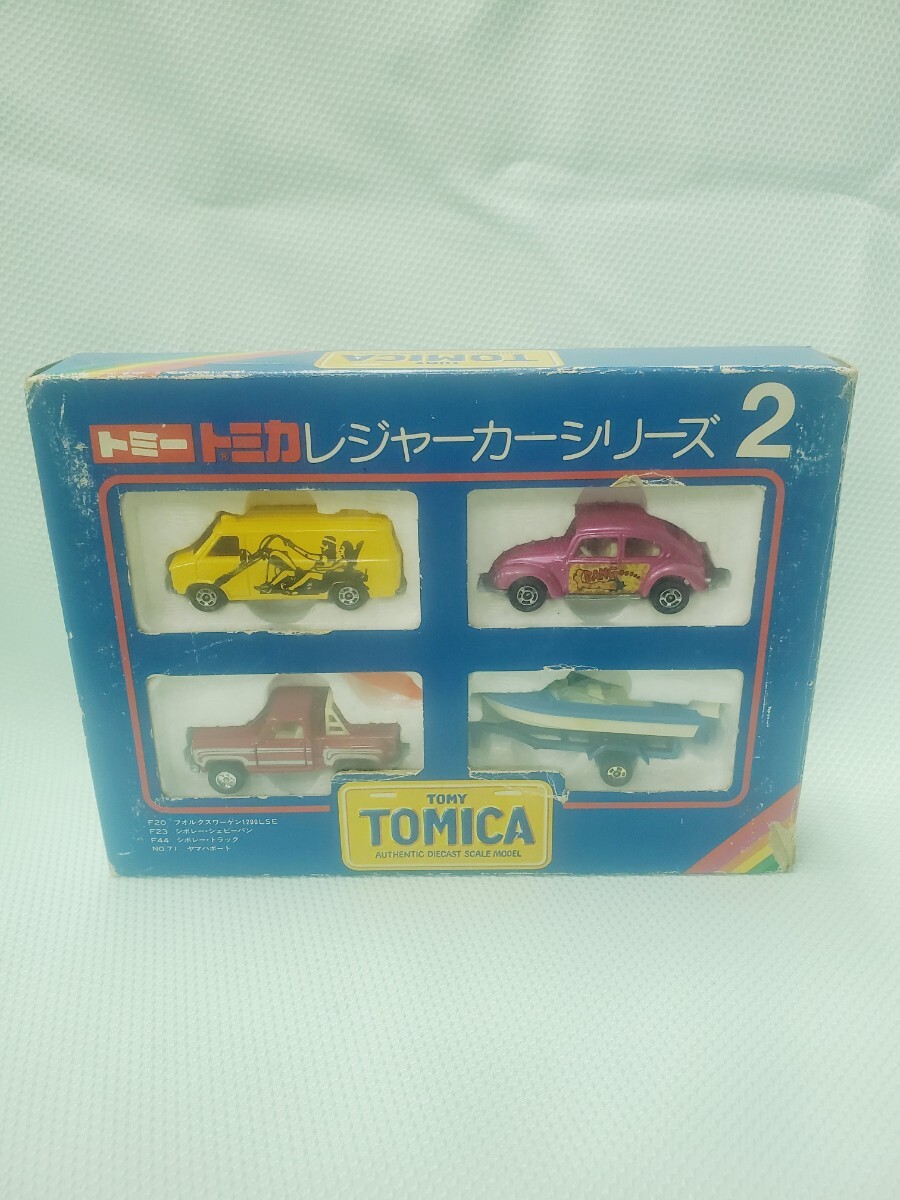 TOMY
TOMICA
トミー トミカ レジャーカーシリーズ 2
BANG
F20 フオルクスワーゲン1200LSE
F23 シボレー・シェビーバン
F44 シボレー・トラック
NO.71 ヤマハボート
TOMY
TOMICA
AUTHENTIC DIECAST SCALE MODEL